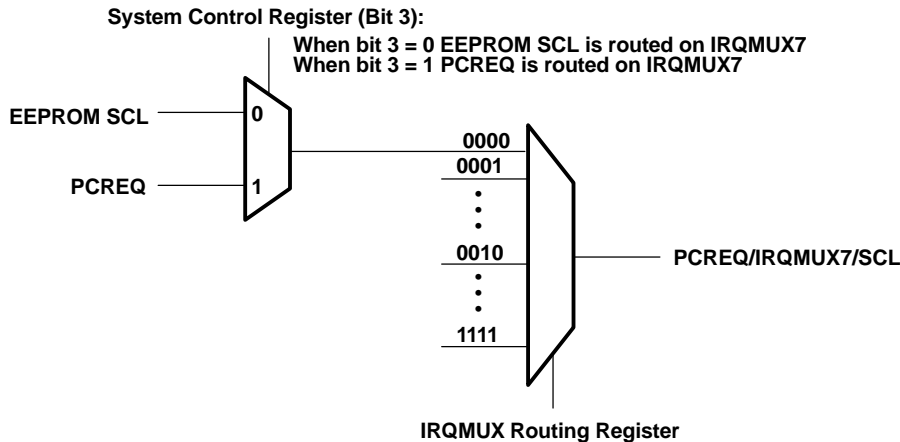 System Control Register (Bit 3):
When bit 3 = 0 EEPROM SCL is routed on IRQMUX7
When bit 3 = 1 PCREQ is routed on IRQMUX7
EEPROM SCL
0
PCREQ
1
0000
0001
0010
1111
PCREQ/IRQMUX7/SCL
IRQMUX Routing Register